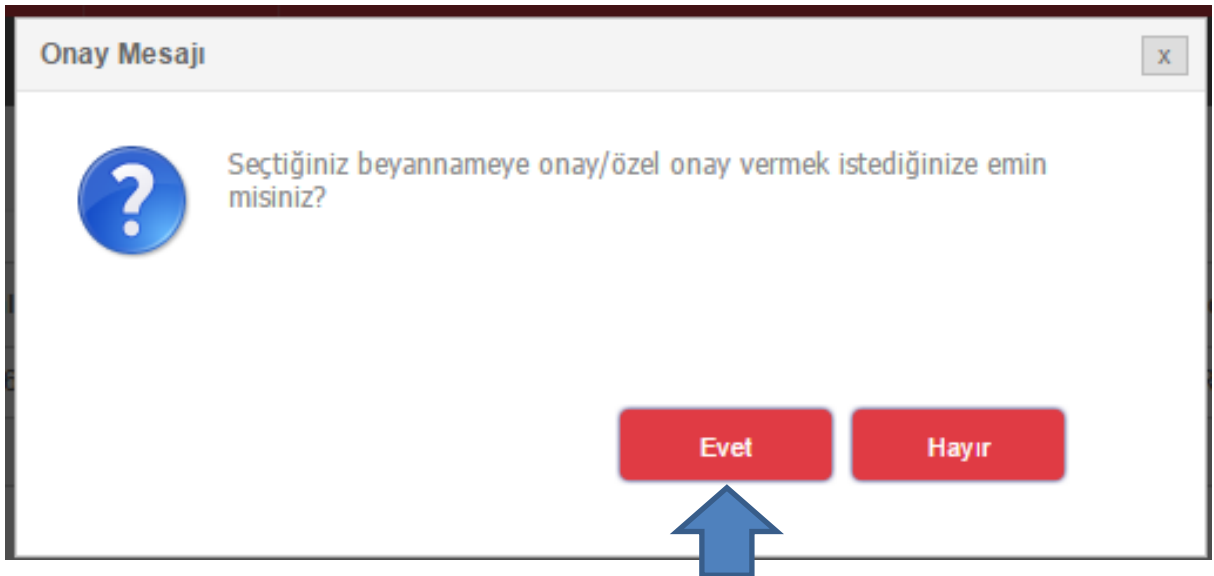 Onay Mesajı
x
Seçtiğiniz beyannameye onay/özel onay vermek istediğinize emin
misiniz?
Evet
Hayır